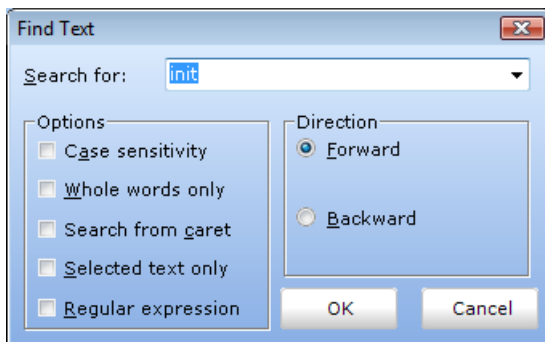 Find Text
Search for: init
Options
Case sensitivity
Whole words only
Search from caret
Selected text only
Regular expression
Direction
Forward
Backward
OK Cancel